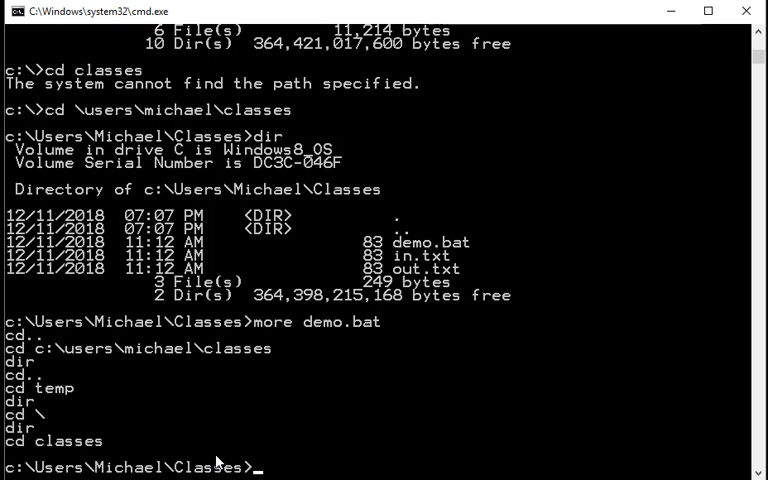 C:\Windows\system32\cmd.exe
6 File(s) 11,214 bytes
10 Dir(s) 364,421,017,600 bytes free
c:\>cd classes
The system cannot find the path specified.
c:\>cd \users\michael\classes
c:\Users\Michael\Classes>dir
Volume in drive C is Windows8_OS
Volume Serial Number is DC3C-046F
Directory of c:\Users\Michael\Classes
12/11/2018 07:07 PM <DIR> .
12/11/2018 07:07 PM <DIR> ..
12/11/2018 11:12 AM 83 demo.bat
12/11/2018 11:12 AM 83 in.txt
12/11/2018 11:12 AM 83 out.txt
3 File(s) 249 bytes
2 Dir(s) 364,398,215,168 bytes free
c:\Users\Michael\Classes>more demo.bat
cd..
cd c:\users\michael\classes
dir
cd..
cd temp
dir
cd \
dir
cd classes
c:\Users\Michael\Classes>_